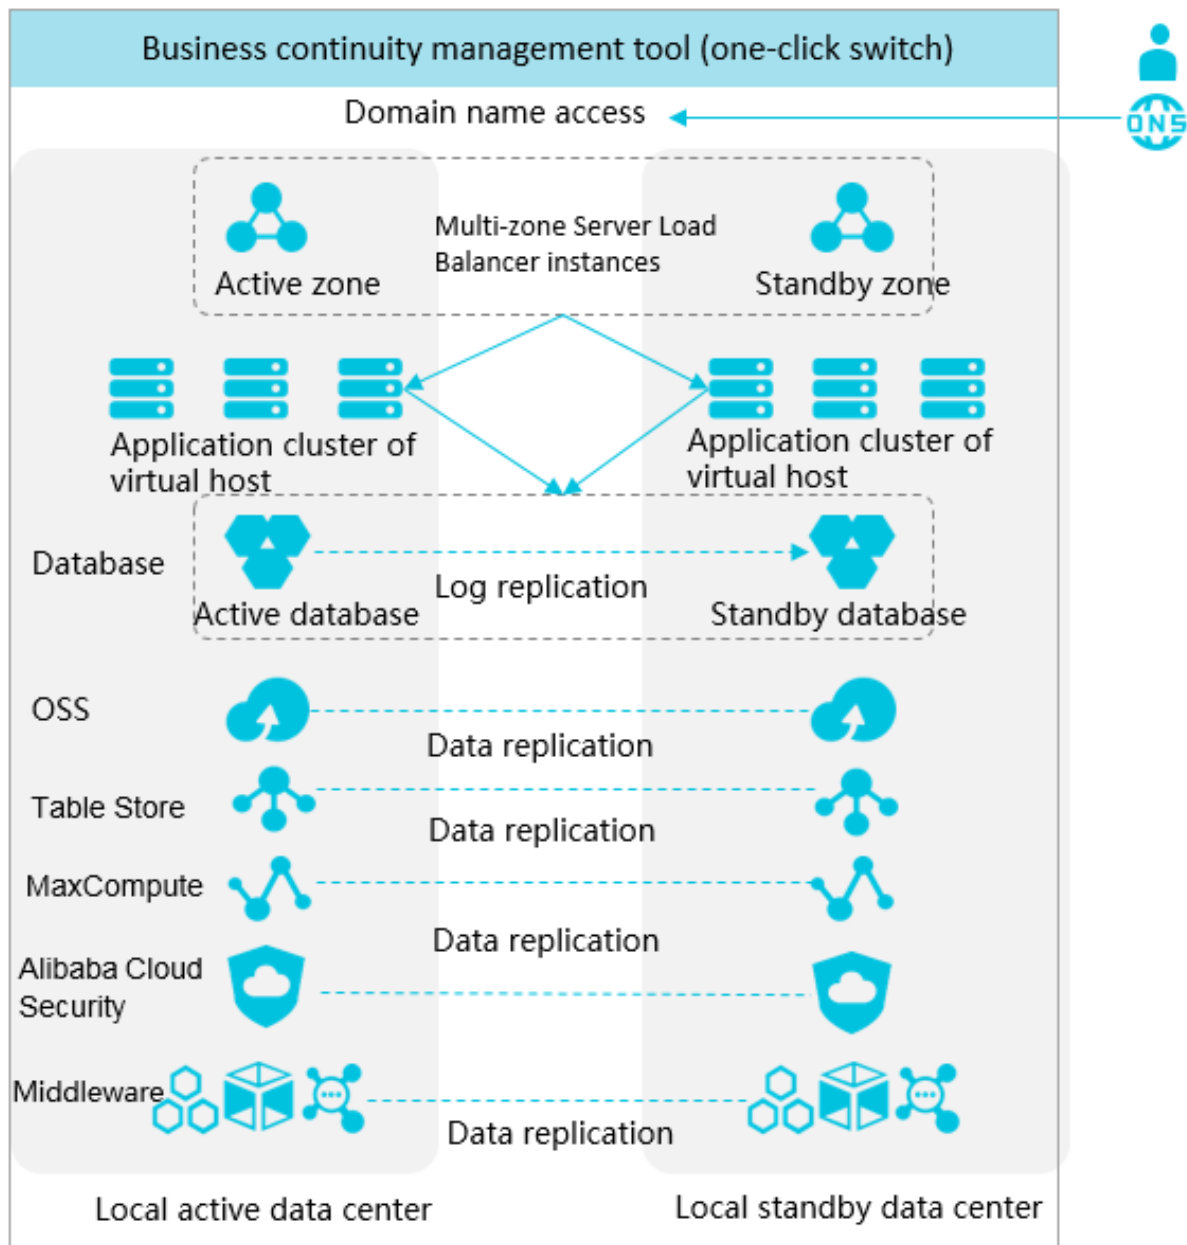 Business continuity management tool (one-click switch)
Domain name access
DNS
Multi-zone Server Load
Balancer instances
Active zone
Standby zone
Application cluster of
virtual host
Application cluster of
virtual host
Database
Log replication
Active database
Standby database
OSS
Data replication
Table Store
Data replication
MaxCompute
Data replication
Alibaba Cloud
Security
Middleware
Data replication
Local active data center
Local standby data center